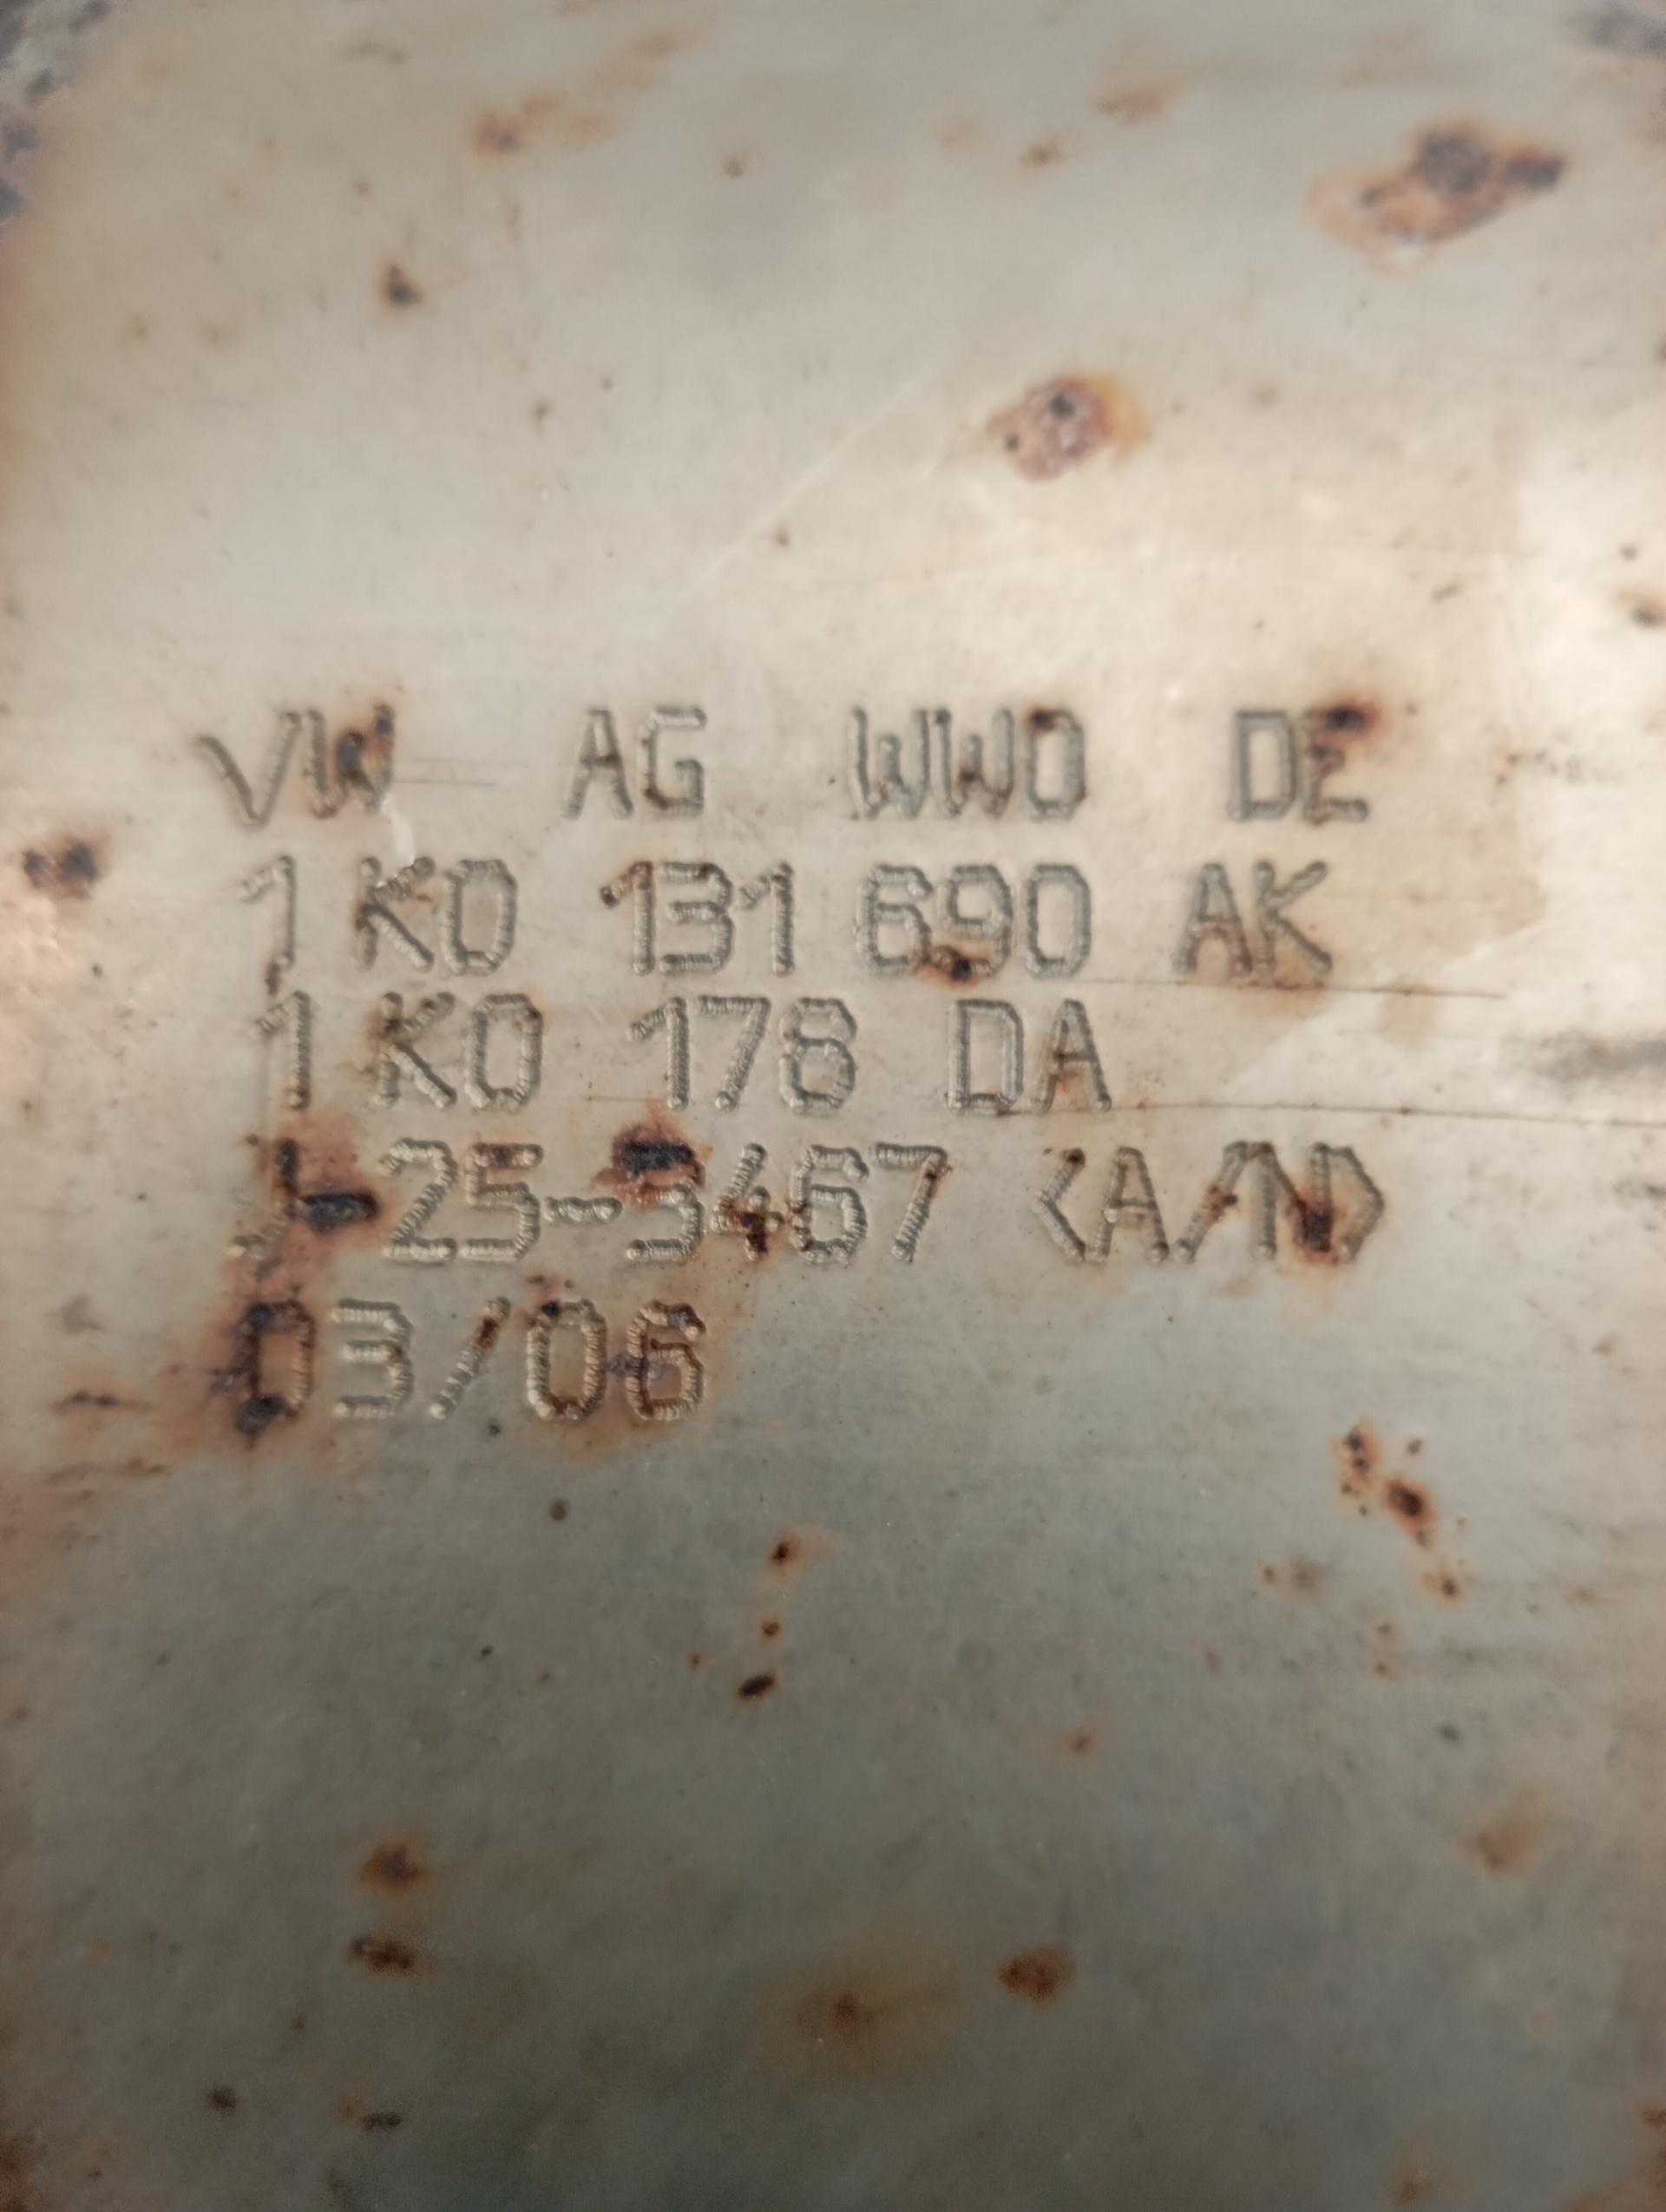 VW AG WWO DE
1K0 131 690 AK
1K0 178 DA
25-3467 <A/N>
03/06